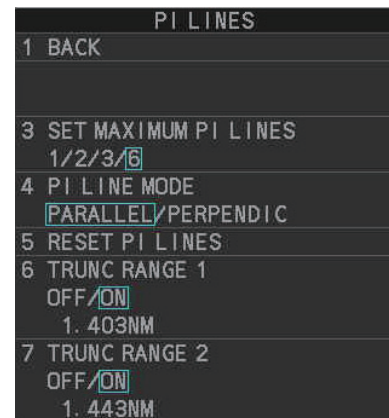 PI LINES
1 BACK
3 SET MAXIMUM PI LINES
1/2/3/6
4 PI LINE MODE
PARALLEL/PERPENDIC
5 RESET PI LINES
6 TRUNC RANGE 1
OFF/ON
1.403NM
7 TRUNC RANGE 2
OFF/ON
1.443NM